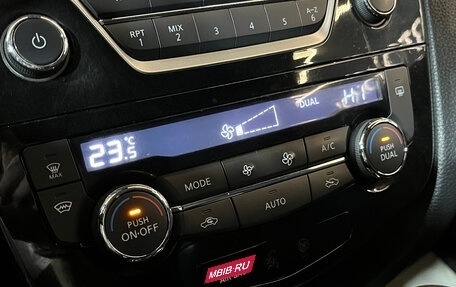 RPT
1
MIX
2
3
4
5
A–Z
6
DUAL
Hi
23.5 °C
MAX
MODE
A/C
PUSH
DUAL
AUTO
PUSH
ON·OFF
MBIB·RU